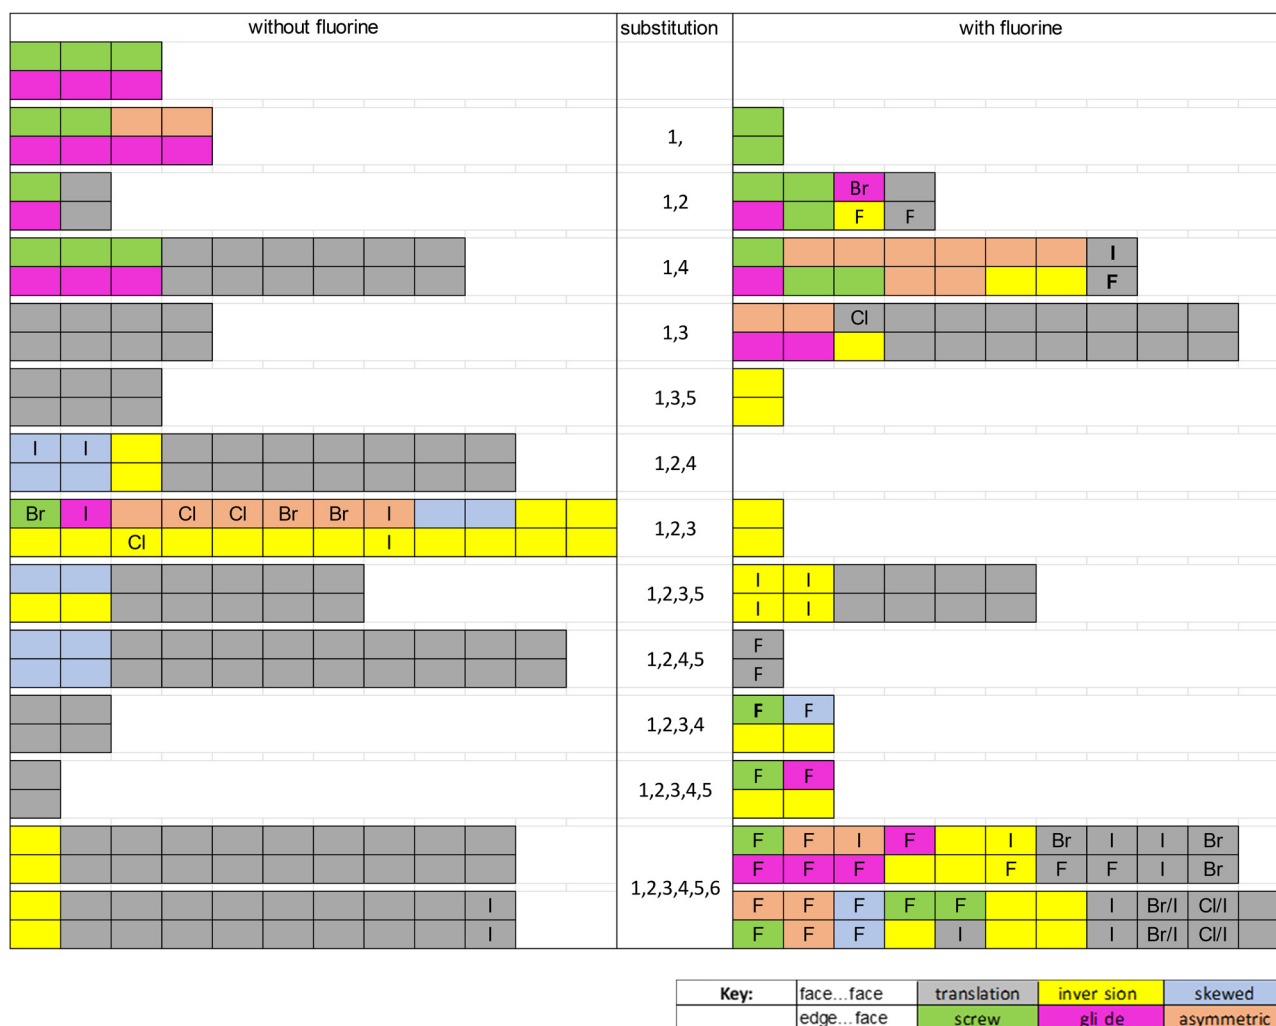 without fluorine substitution with fluorine
1,
Br
1,2
F F
1,4 I
F
Cl
1,3
1,3,5
I I
1,2,4
Br I Cl Cl Br Br I
1,2,3
Cl I
I I
1,2,3,5
I I
F
1,2,4,5
F
F F
1,2,3,4
F F
1,2,3,4,5
F F I F I Br I I Br
F F F F F F I Br
1,2,3,4,5,6
I F F F F F I Br/I Cl/I
I F F F I I Br/I Cl/I
Key: face...face translation inver sion skewed
edge...face screw gli de asymmetric